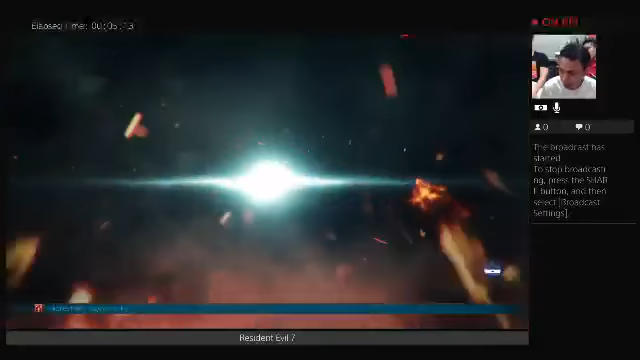 Elapsed Time: 00:05:13
ON AIR
0 0
The broadcast has
started.
To stop broadcasti
ng, press the SHAR
E button, and then
select [Broadcast
Settings].
Resident Evil 7